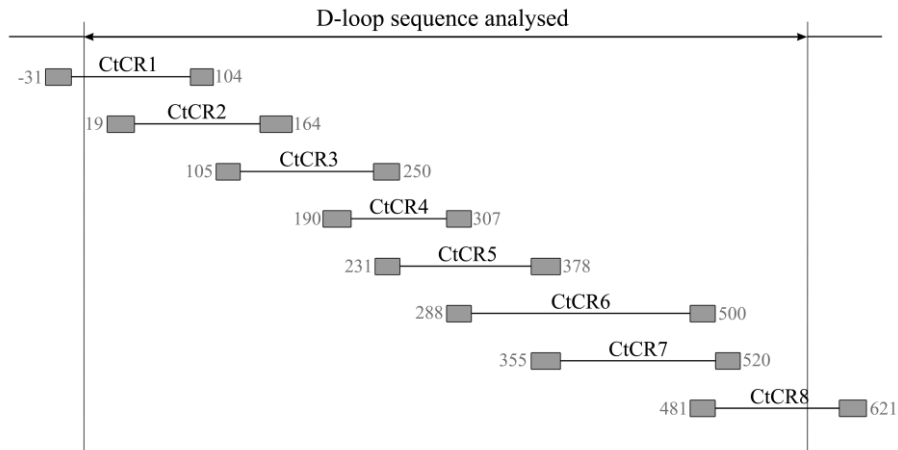 D-loop sequence analysed
-31 CtCR1 104
19 CtCR2 164
105 CtCR3 250
190 CtCR4 307
231 CtCR5 378
288 CtCR6 500
355 CtCR7 520
481 CtCR8 621